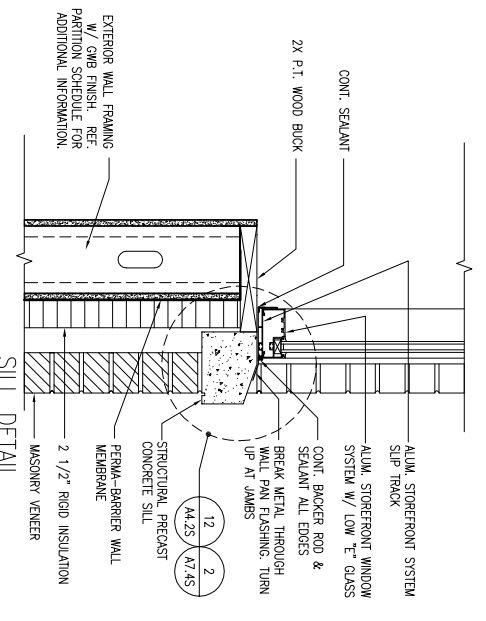 EXTERIOR WALL FRAMING
W/ GWB FINISH. REF.
PARTITION SCHEDULE FOR
ADDITIONAL INFORMATION.
2X P.T. WOOD BUCK
CONT. SEALANT
ALUM. STOREFRONT SYSTEM
SLIP TRACK
ALUM. STOREFRONT WINDOW
SYSTEM W/ LOW "E" GLASS
CONT. BACKER ROD &
SEALANT ALL EDGES
BREAK METAL THROUGH
WALL PAN FLASHING. TURN
UP AT JAMBS
12
A4.2S
2
A7.4S
STRUCTURAL PRECAST
CONCRETE SILL
PERMA-BARRIER WALL
MEMBRANE
2 1/2" RIGID INSULATION
MASONRY VENEER
SILL DETAIL